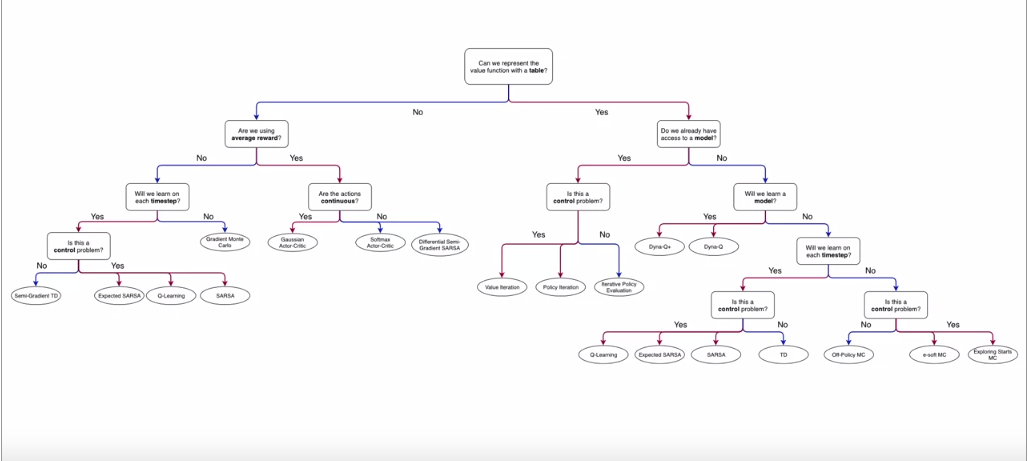 Can we represent the
value function with a table?
No
Yes
Are we using
average reward?
Do we already have
access to a model?
No
Yes
Yes
No
Will we learn on
each timestep?
Are the actions
continuous?
Is this a
control problem?
Will we learn a
model?
Yes
No
Yes
No
Yes
No
Yes
No
Is this a
control problem?
Gradient Monte
Carlo
Gaussian
Actor-Critic
Softmax
Actor-Critic
Differential Semi-
Gradient SARSA
Dyna-Q+
Dyna-Q
Will we learn on
each timestep?
No
Yes
Yes
No
Semi-Gradient TD
Expected SARSA
Q-Learning
SARSA
Value Iteration
Policy Iteration
Iterative Policy
Evaluation
Is this a
control problem?
Is this a
control problem?
Yes
No
No
Yes
Q-Learning
Expected SARSA
SARSA
TD
Off-Policy MC
e-soft MC
Exploring Starts
MC